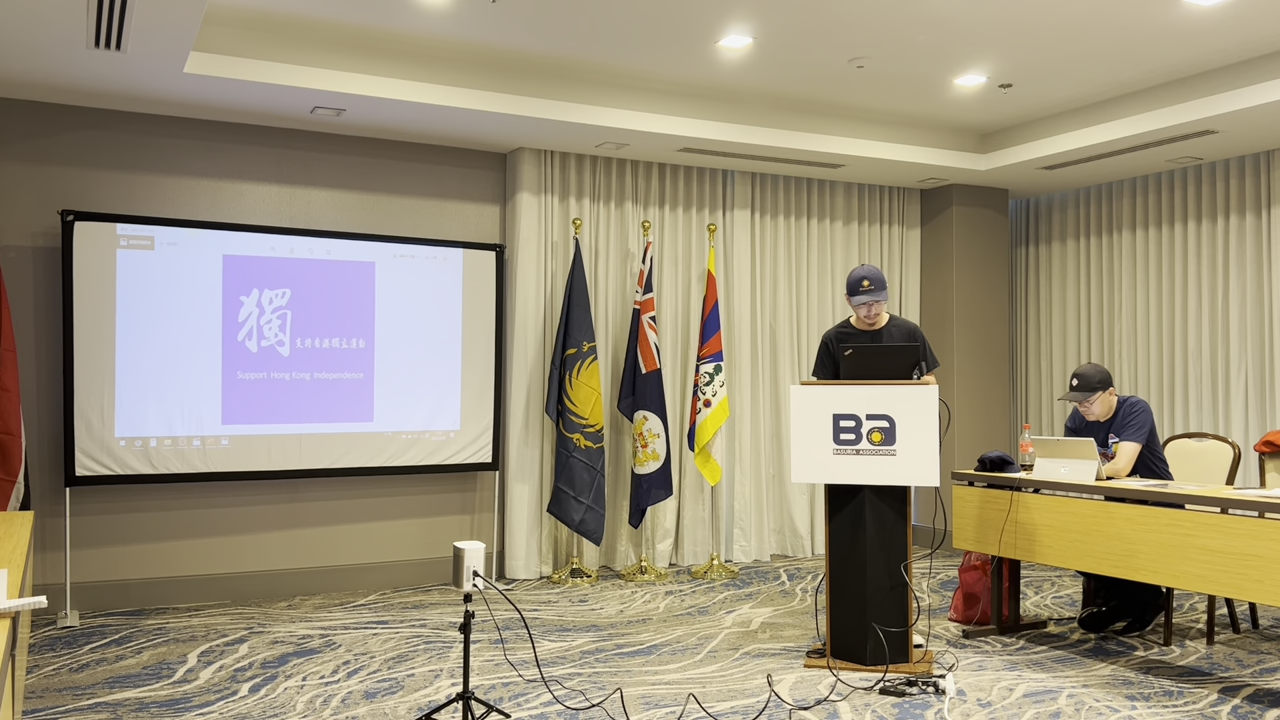 獨
支持香港獨立運動
Support Hong Kong Independence
BA
BASURIA ASSOCIATION